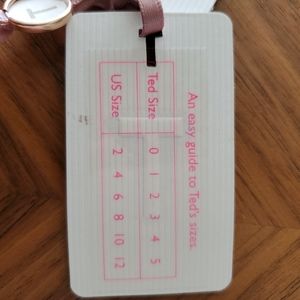 An easy guide to Ted's sizes.
Ted Size 0 1 2 3 4 5
US Size 2 4 6 8 10 12